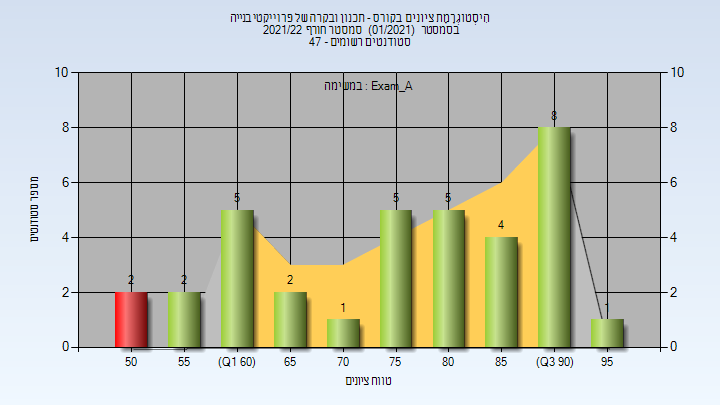 היסטוגרמת ציונים בקורס - תכנון ובקרה של פרוייקטי בנייה
בסמסטר (01/2021) סמסטר חורף 2021/22
סטודנטים רשומים - 47
במשימה : Exam_A
מספר סטודנטים
10 10
8 8
6 6
4 4
2 2
0 0
2 2 5 2 1 5 5 4 8 1
50 55 (Q1 60) 65 70 75 80 85 (Q3 90) 95
טווח ציונים